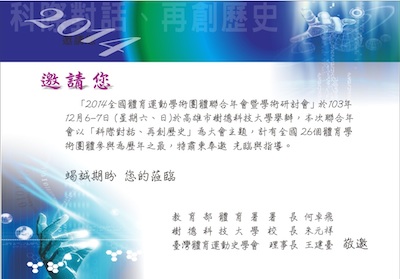 科際對話、再創歷史
2014
邀請您
「2014全國體育運動學術團體聯合年會暨學術研討會」於103年
12月6-7日(星期六、日)於高雄市樹德科技大學舉辦,本次聯合年
會以「科際對話、再創歷史」為大會主題,計有全國26個體育學
術團體參與為歷年之最,特肅柬奉邀 光臨與指導。
竭誠期盼 您的蒞臨
教育部體育署署 長 何卓飛
樹德科技大學校 長 朱元祥
臺灣體育運動史學會 理事長 王建臺 敬邀